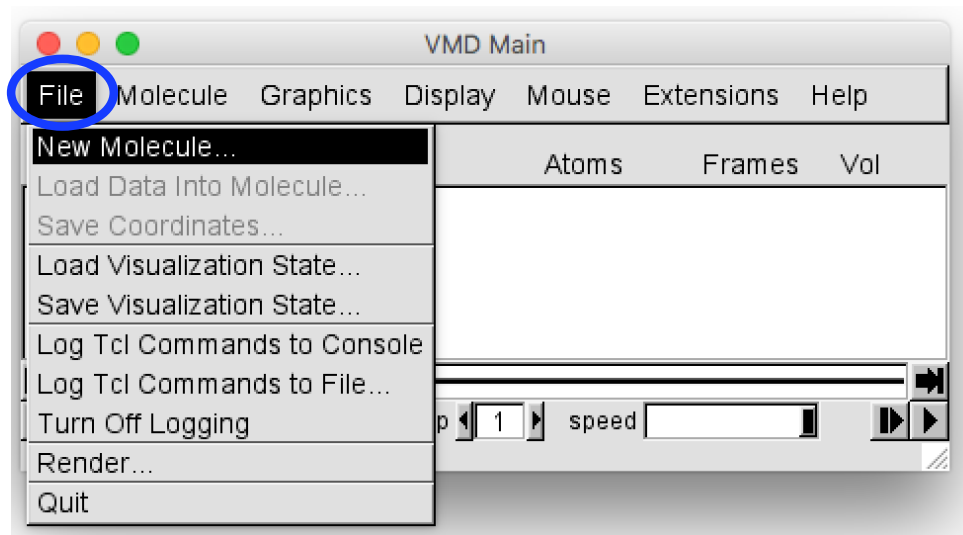 VMD Main
File Molecule Graphics Display Mouse Extensions Help
Atoms Frames Vol
New Molecule...
Load Data Into Molecule...
Save Coordinates...
Load Visualization State...
Save Visualization State...
Log Tcl Commands to Console
Log Tcl Commands to File...
Turn Off Logging
Render...
Quit
p 1 speed